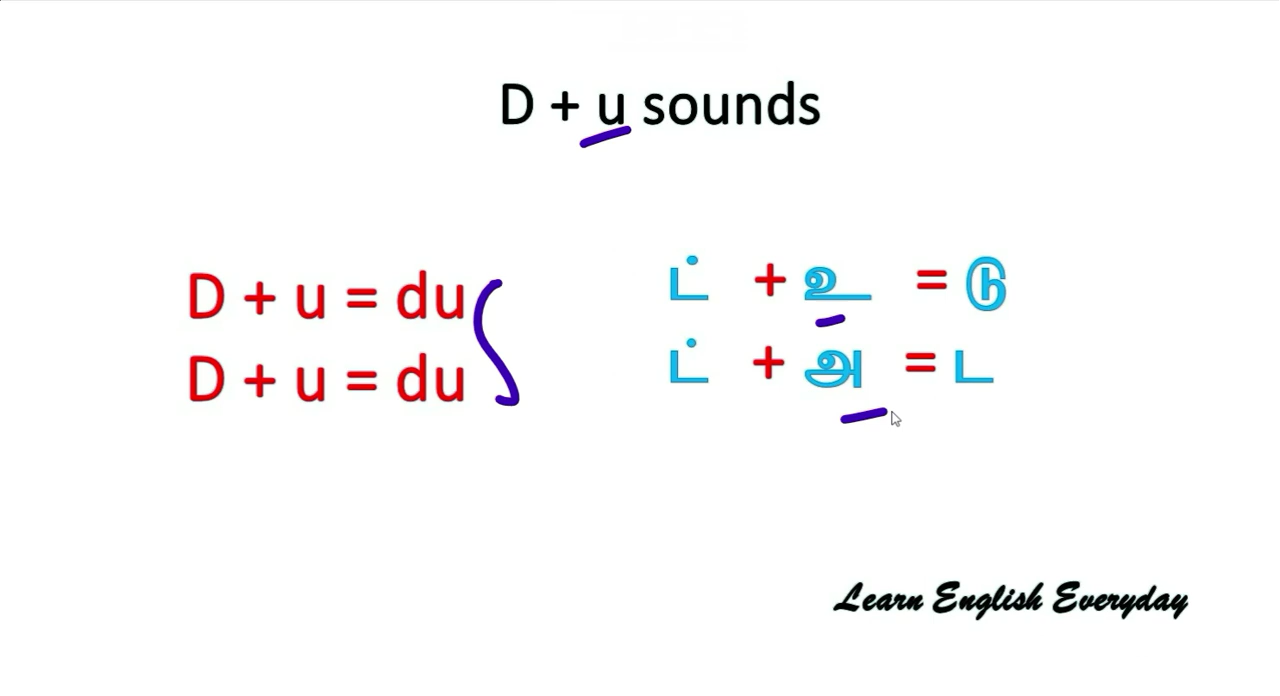 D + u sounds
D + u = du ட் + உ = டு
D + u = du ட் + அ = ட
Learn English Everyday